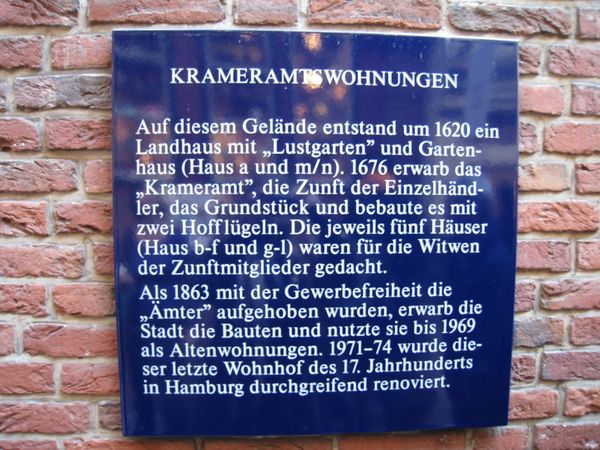 KRAMERAMTSWOHNUNGEN
Auf diesem Gelände entstand um 1620 ein
Landhaus mit „Lustgarten” und Garten-
haus (Haus a und m/n). 1676 erwarb das
„Krameramt”, die Zunft der Einzelhänd-
ler, das Grundstück und bebaute es mit
zwei Hofflügeln. Die jeweils fünf Häuser
(Haus b-f und g-l) waren für die Witwen
der Zunftmitglieder gedacht.
Als 1863 mit der Gewerbefreiheit die
„Ämter” aufgehoben wurden, erwarb die
Stadt die Bauten und nutzte sie bis 1969
als Altenwohnungen. 1971–74 wurde die-
ser letzte Wohnhof des 17. Jahrhunderts
in Hamburg durchgreifend renoviert.